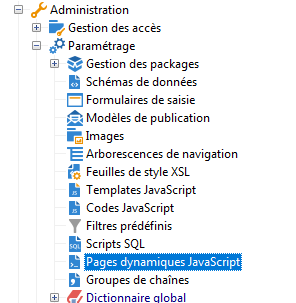 Administration
Gestion des accès
Paramétrage
Gestion des packages
Schémas de données
Formulaires de saisie
Modèles de publication
Images
Arborescences de navigation
Feuilles de style XSL
Templates JavaScript
Codes JavaScript
Filtres prédéfinis
SQL Scripts SQL
Pages dynamiques JavaScript
Groupes de chaînes
Dictionnaire global